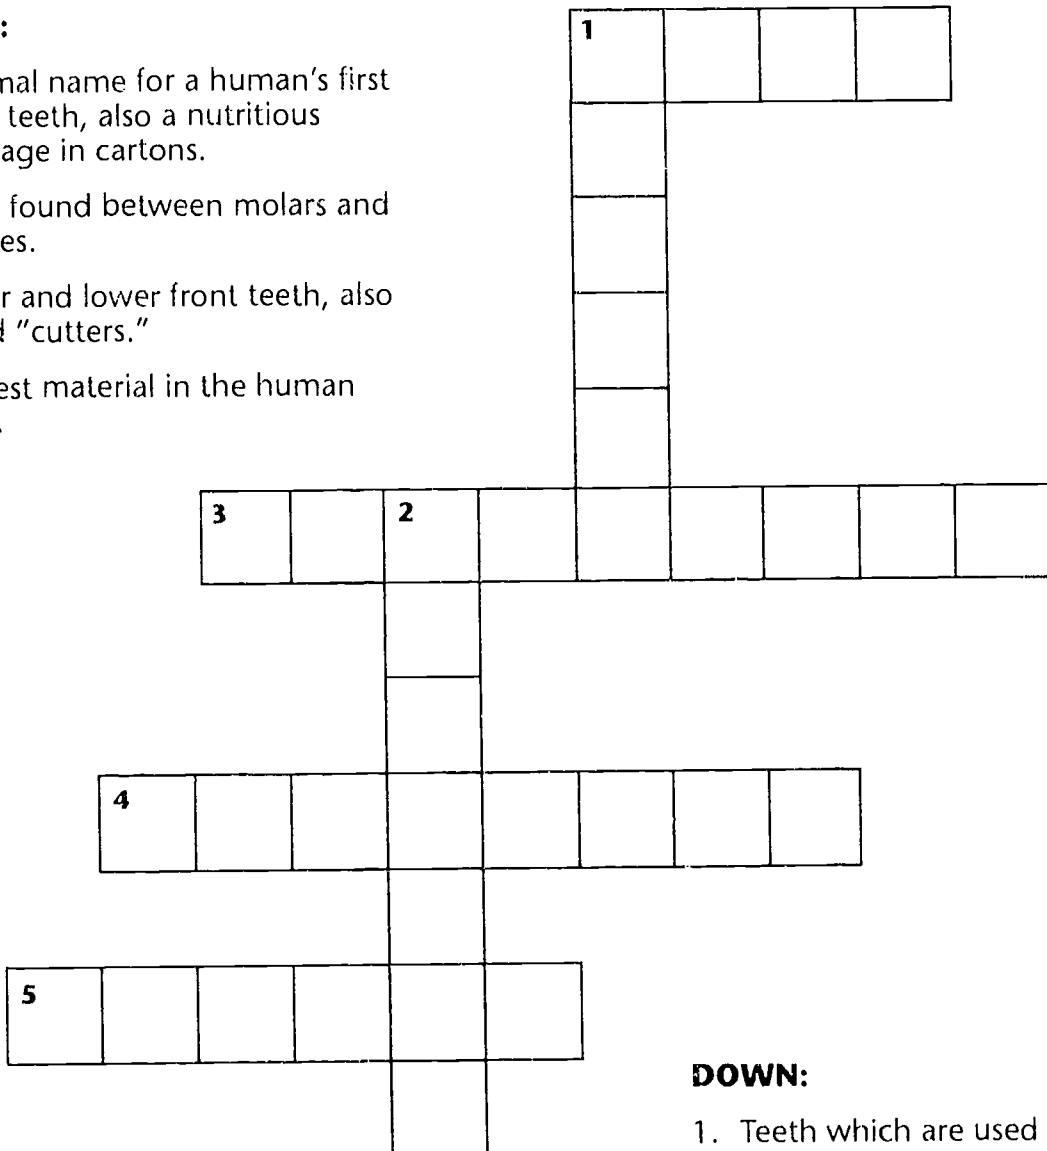 :
mal name for a human's first
teeth, also a nutritious
age in cartons.
found between molars and
es.
r and lower front teeth, also
d "cutters."
est material in the human
.
1
3 2
4
5
DOWN:
1. Teeth which are used